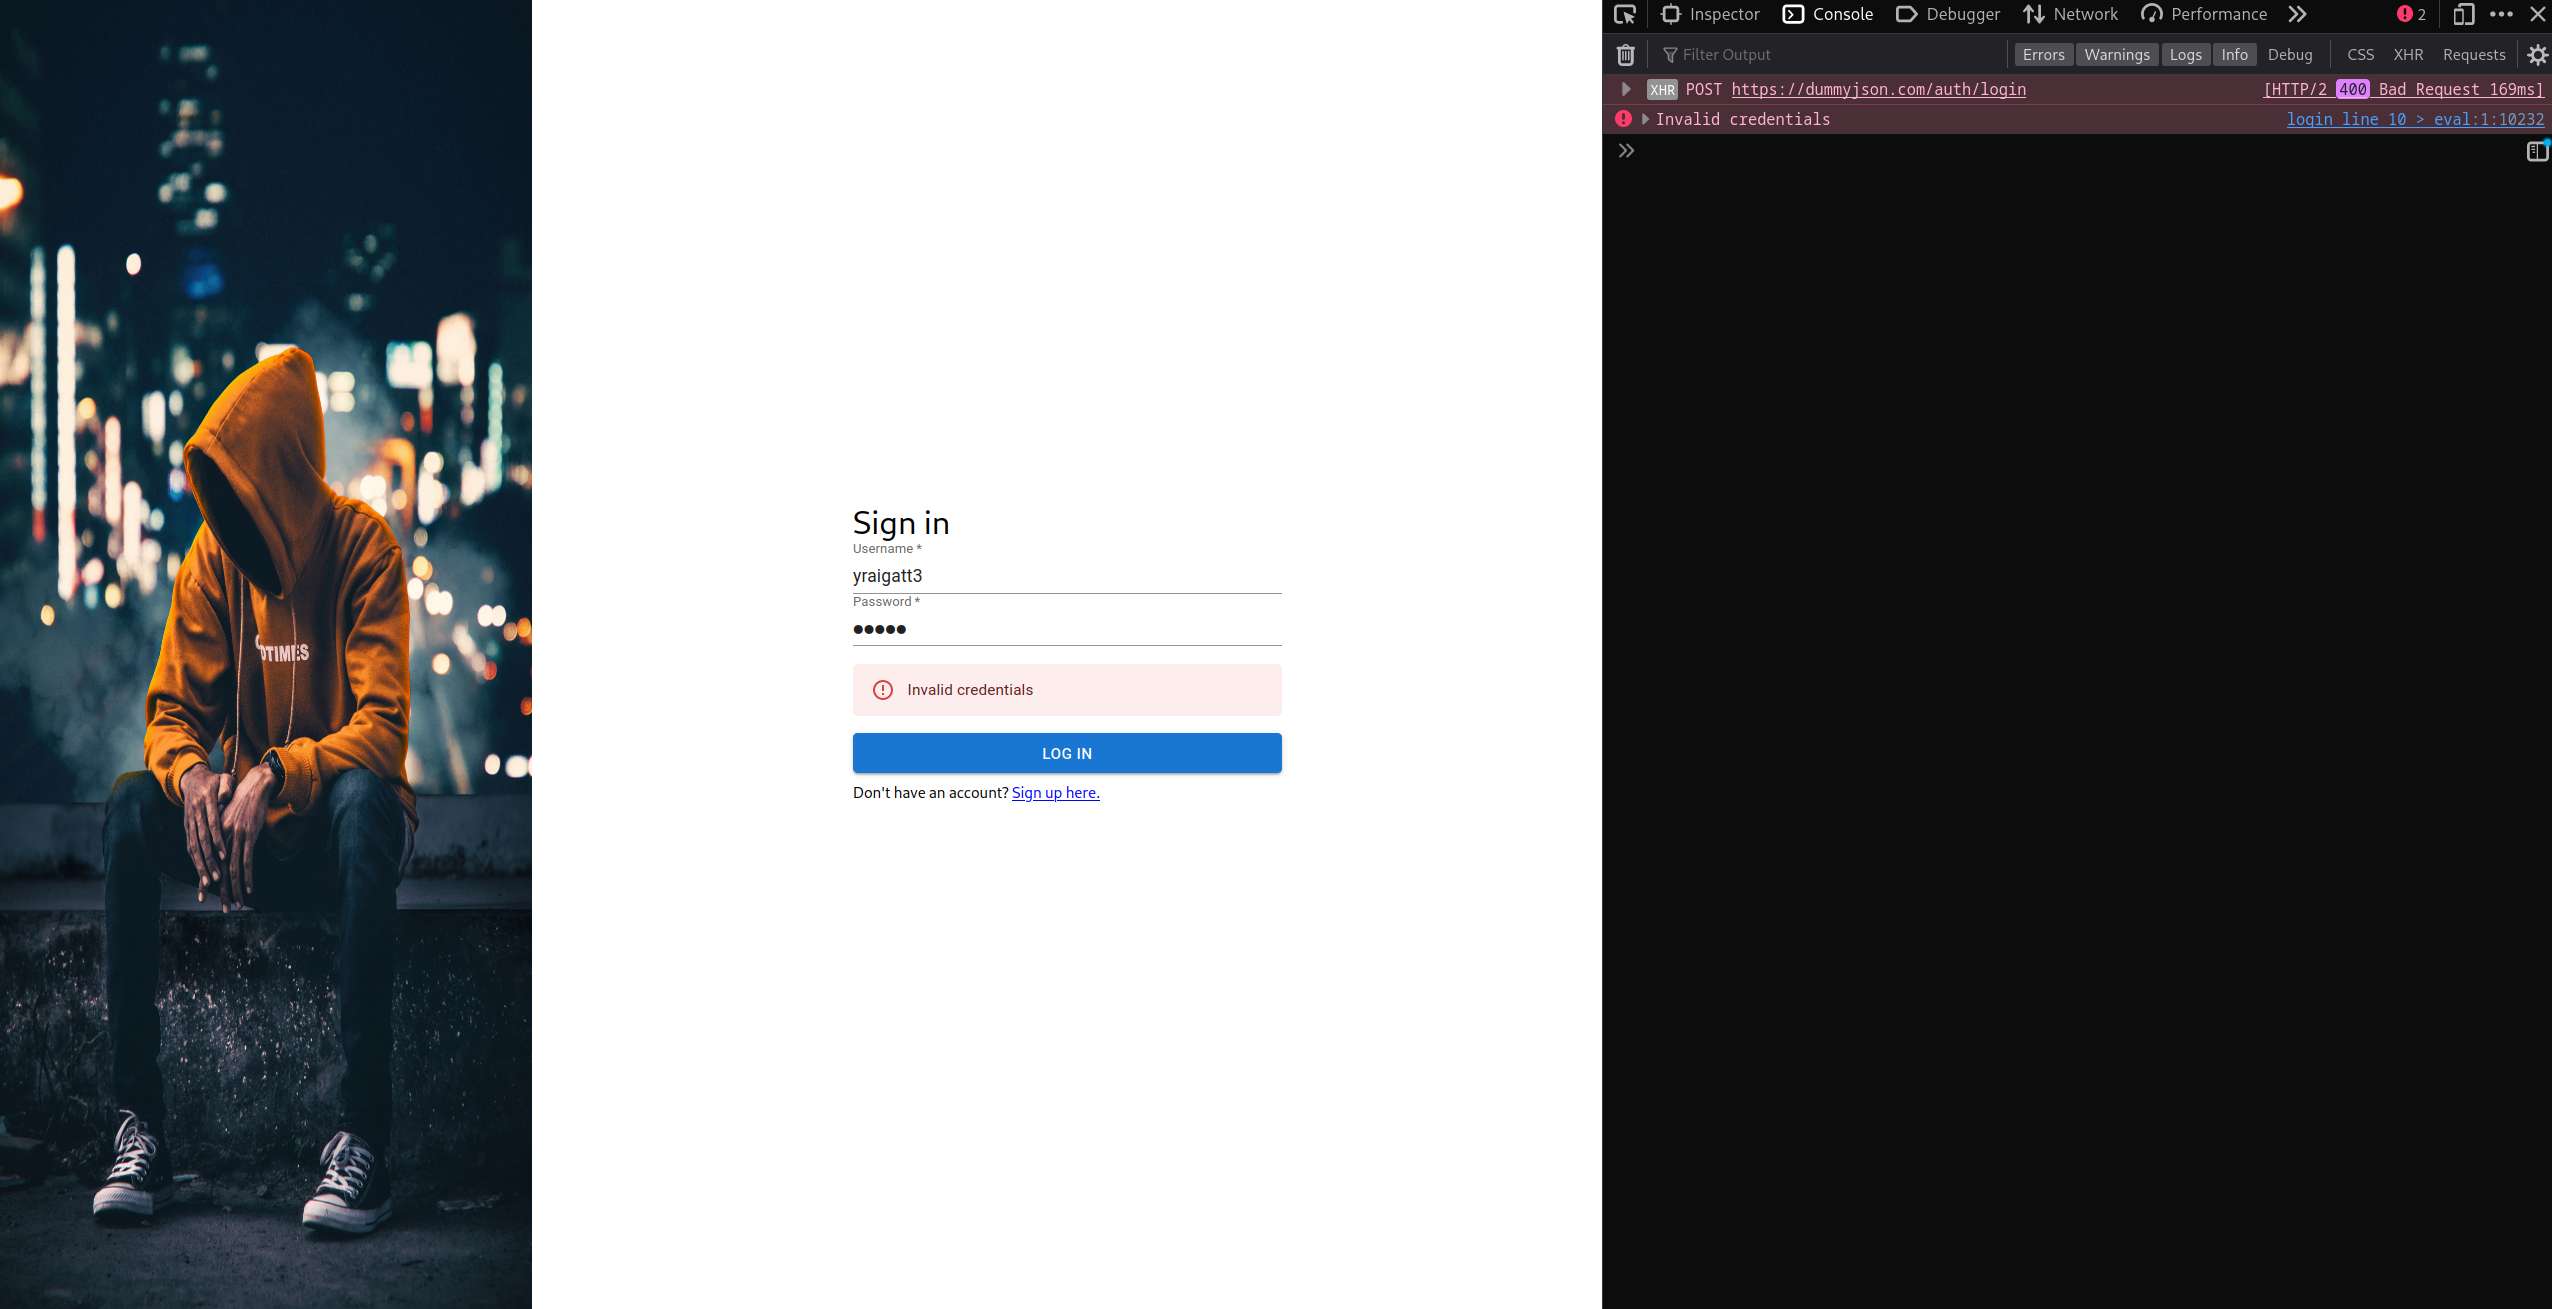 Sign in
Username *
yraigatt3
Password *
Invalid credentials
LOG IN
Don't have an account? Sign up here.
Inspector Console Debugger Network Performance 2
Filter Output Errors Warnings Logs Info Debug CSS XHR Requests
XHR POST https://dummyjson.com/auth/login [HTTP/2 400 Bad Request 169ms]
Invalid credentials login line 10 > eval:1:10232